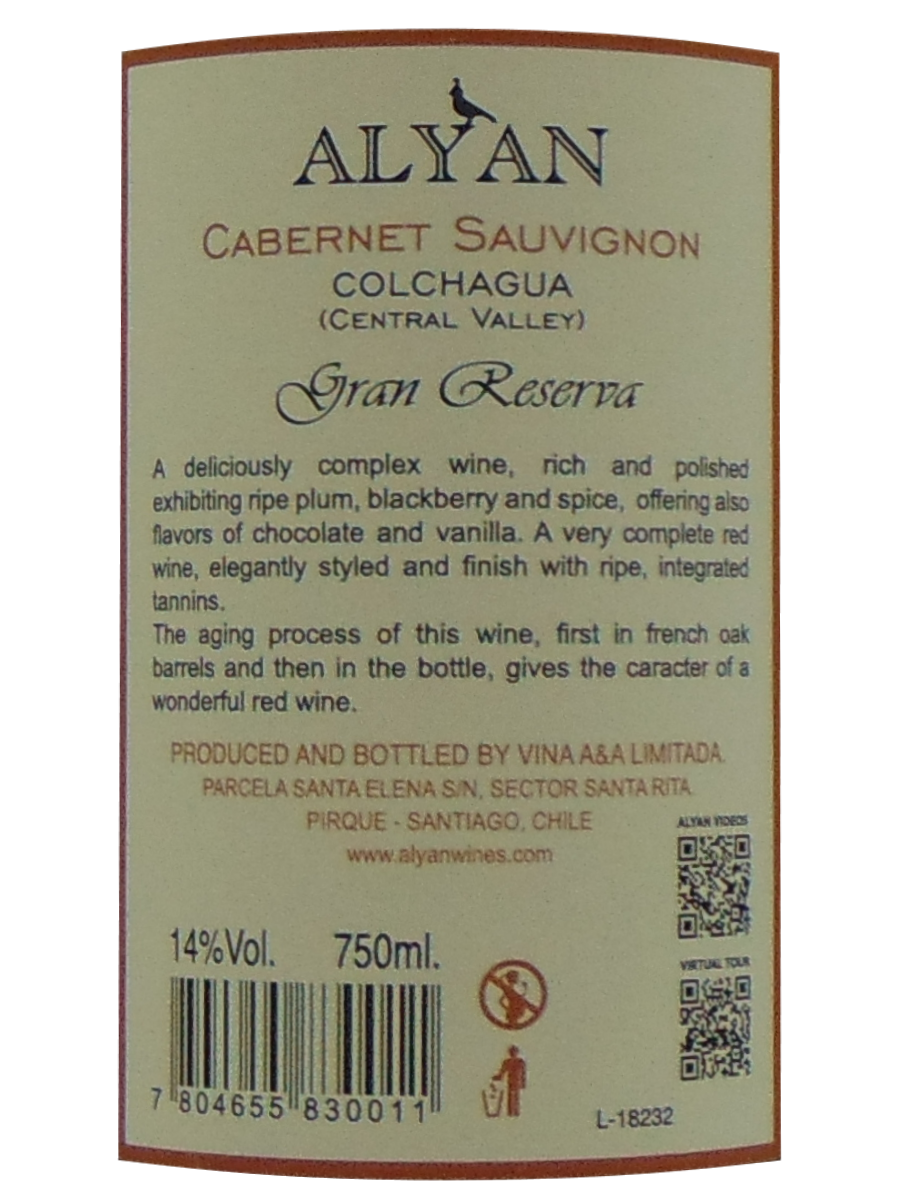 ALYAN
CABERNET SAUVIGNON
COLCHAGUA
(CENTRAL VALLEY)
Gran Reserva
A deliciously complex wine, rich and polished
exhibiting ripe plum, blackberry and spice, offering also
flavors of chocolate and vanilla. A very complete red
wine, elegantly styled and finish with ripe, integrated
tannins.
The aging process of this wine, first in french oak
barrels and then in the bottle, gives the caracter of a
wonderful red wine.
PRODUCED AND BOTTLED BY VINA A&A LIMITADA.
PARCELA SANTA ELENA S/N, SECTOR SANTA RITA.
PIRQUE - SANTIAGO, CHILE
www.alyanwines.com
ALYAN VIDEOS
14%Vol. 750ml.
VIRTUAL TOUR
7 804655 830011
L-18232